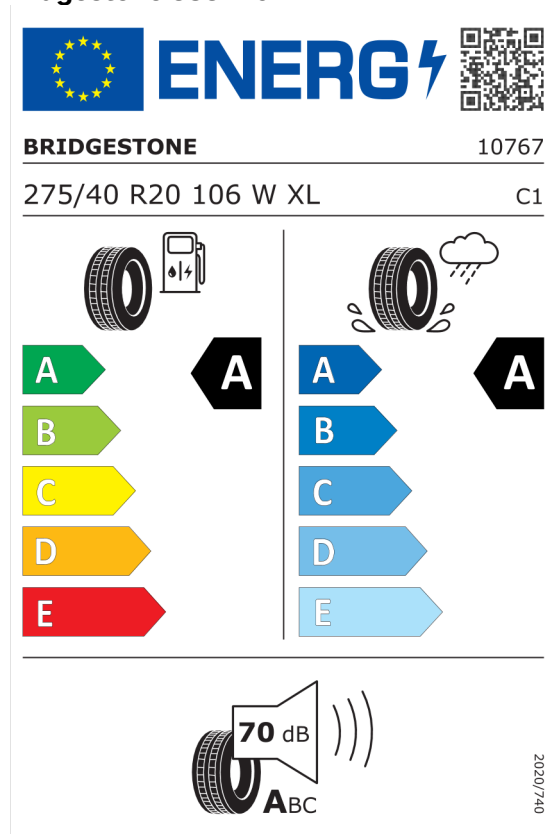 ENERG
BRIDGESTONE 10767
275/40 R20 106 W XL C1
A A
A A
B B
C C
D D
E E
70 dB
ABC
2020/740